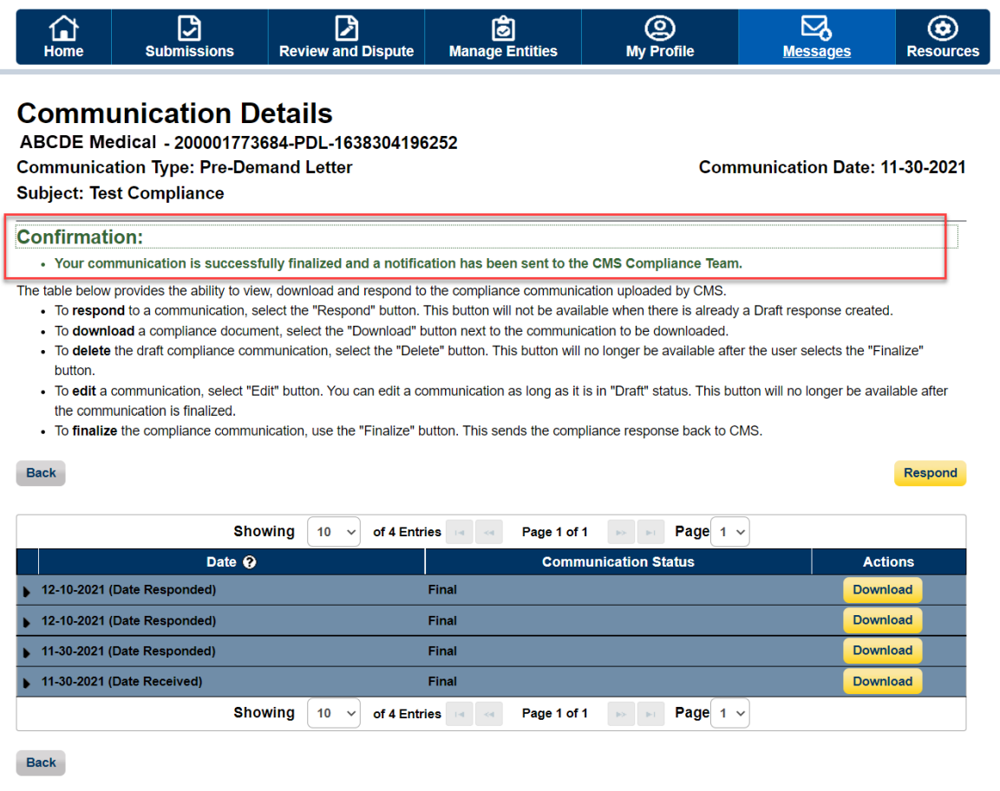 Home Submissions Review and Dispute Manage Entities My Profile Messages Resources
Communication Details
ABCDE Medical - 200001773684-PDL-1638304196252
Communication Type: Pre-Demand Letter Communication Date: 11-30-2021
Subject: Test Compliance
Confirmation:
• Your communication is successfully finalized and a notification has been sent to the CMS Compliance Team.
The table below provides the ability to view, download and respond to the compliance communication uploaded by CMS.
• To respond to a communication, select the "Respond" button. This button will not be available when there is already a Draft response created.
• To download a compliance document, select the "Download" button next to the communication to be downloaded.
• To delete the draft compliance communication, select the "Delete" button. This button will no longer be available after the user selects the "Finalize"
button.
• To edit a communication, select "Edit" button. You can edit a communication as long as it is in "Draft" status. This button will no longer be available after
the communication is finalized.
• To finalize the compliance communication, use the "Finalize" button. This sends the compliance response back to CMS.
Back Respond
Showing 10 of 4 Entries Page 1 of 1 Page 1
Date ? Communication Status Actions
12-10-2021 (Date Responded) Final Download
12-10-2021 (Date Responded) Final Download
11-30-2021 (Date Responded) Final Download
11-30-2021 (Date Received) Final Download
Showing 10 of 4 Entries Page 1 of 1 Page 1
Back